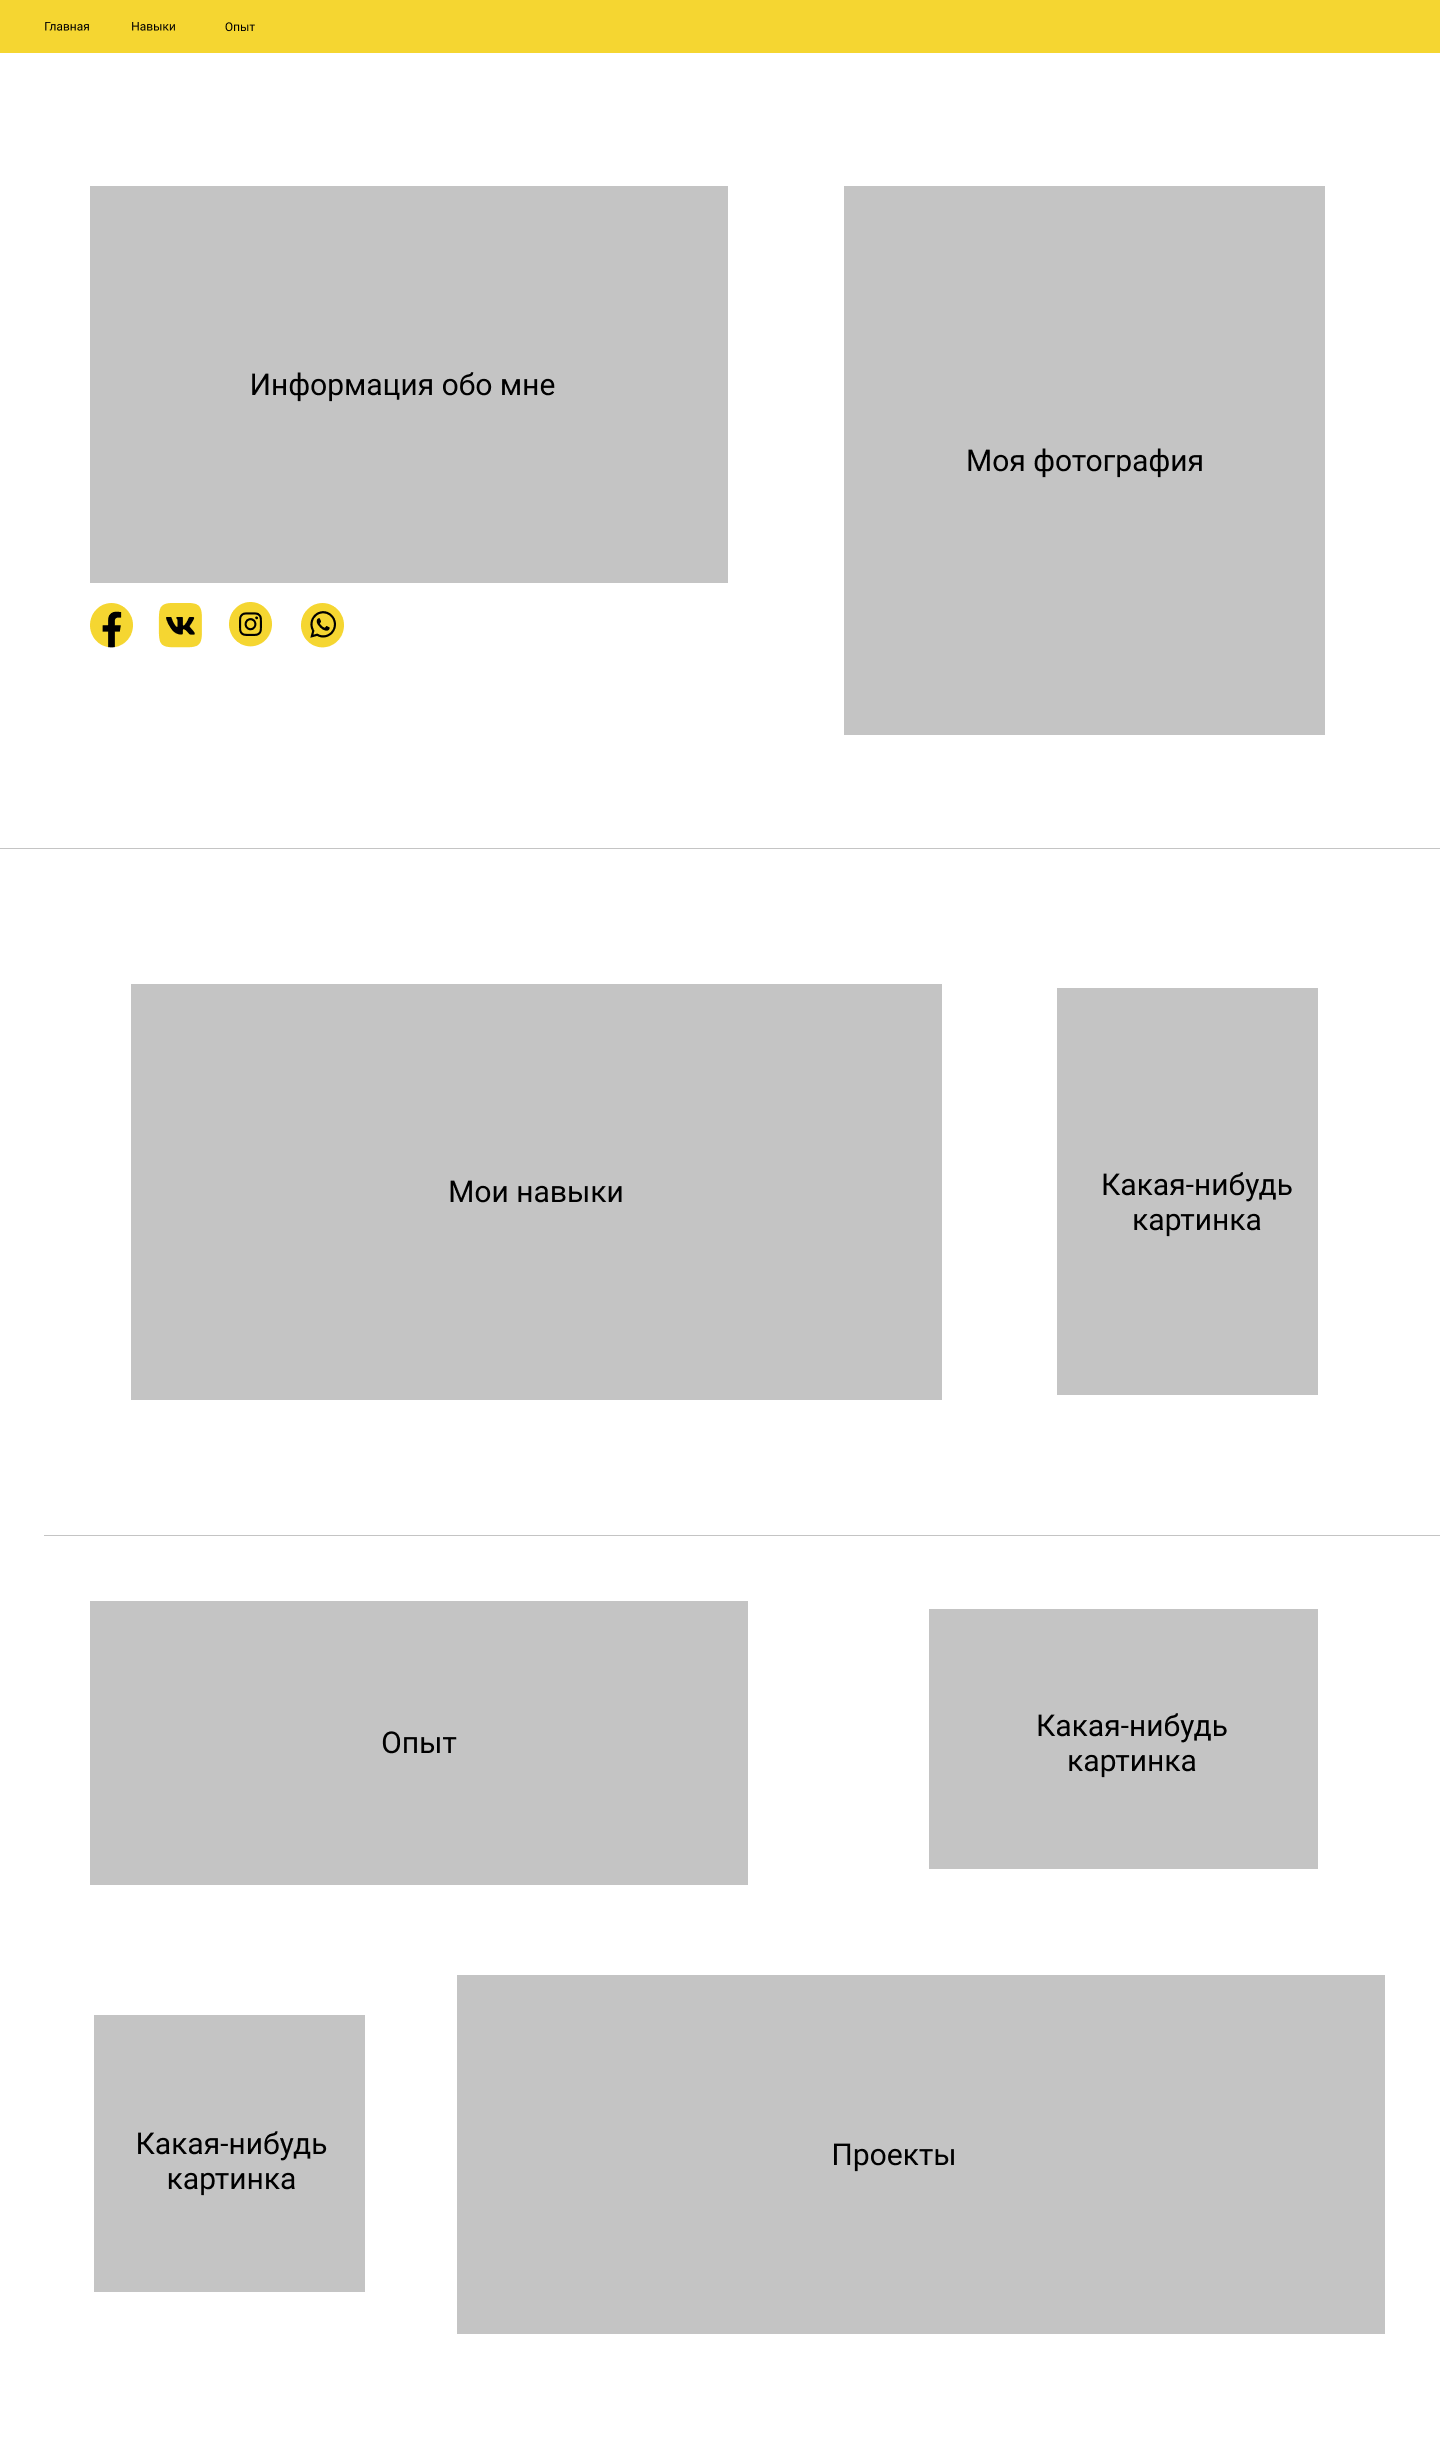 Главная
Навыки
Опыт
Информация обо мне
Моя фотография
Мои навыки
Какая-нибудь
картинка
Опыт
Какая-нибудь
картинка
Какая-нибудь
картинка
Проекты